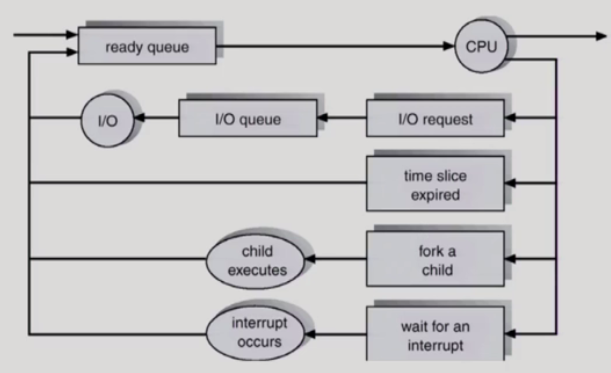 ready queue
CPU
I/O
I/O queue
I/O request
time slice
expired
child
executes
fork a
child
interrupt
occurs
wait for an
interrupt